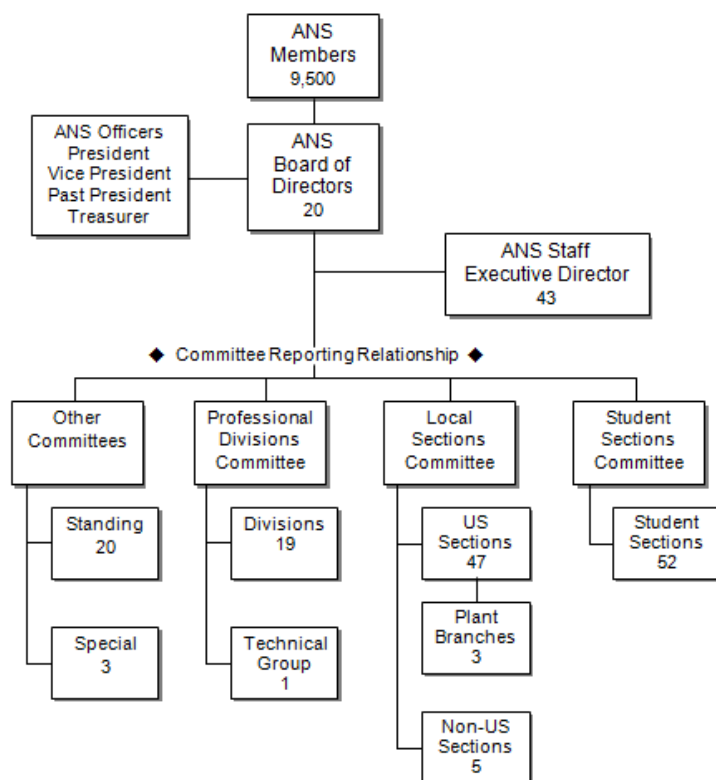 ANS
Members
9,500
ANS Officers
President
Vice President
Past President
Treasurer
ANS
Board of
Directors
20
ANS Staff
Executive Director
43
◆ Committee Reporting Relationship ◆
Other
Committees
Professional
Divisions
Committee
Local
Sections
Committee
Student
Sections
Committee
Standing
20
Divisions
19
US
Sections
47
Student
Sections
52
Special
3
Technical
Group
1
Plant
Branches
3
Non-US
Sections
5